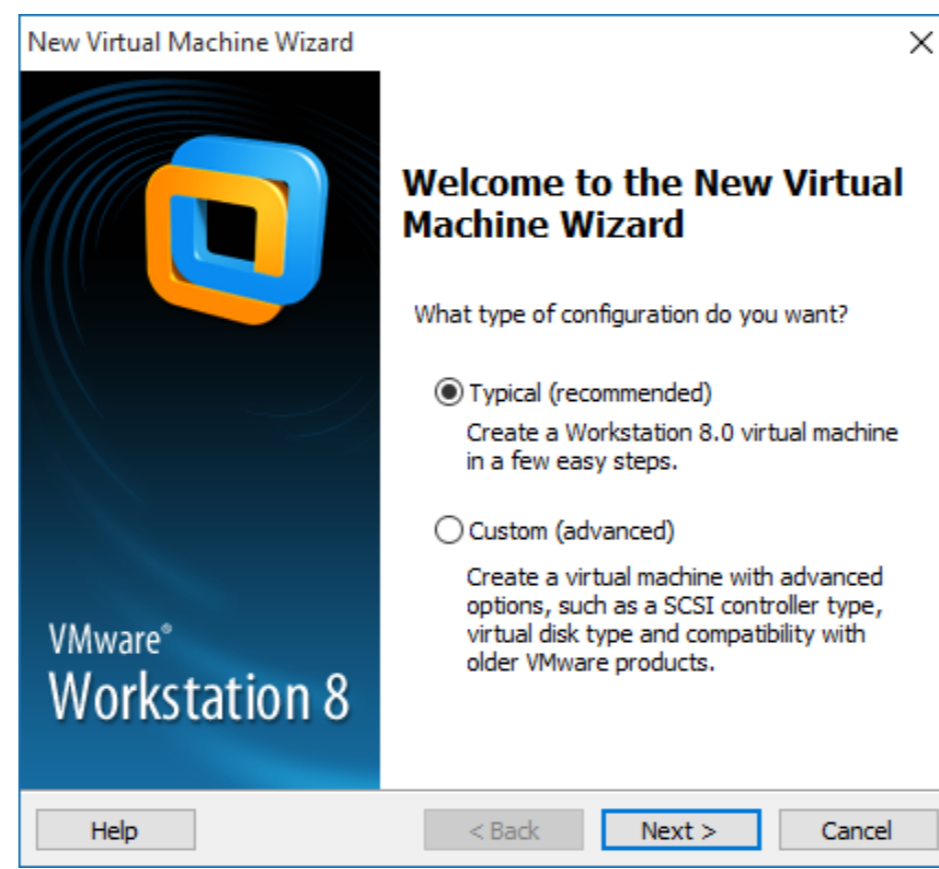 New Virtual Machine Wizard
Welcome to the New Virtual
Machine Wizard
What type of configuration do you want?
Typical (recommended)
Create a Workstation 8.0 virtual machine
in a few easy steps.
Custom (advanced)
Create a virtual machine with advanced
options, such as a SCSI controller type,
virtual disk type and compatibility with
older VMware products.
VMware®
Workstation 8
Help
< Back
Next >
Cancel